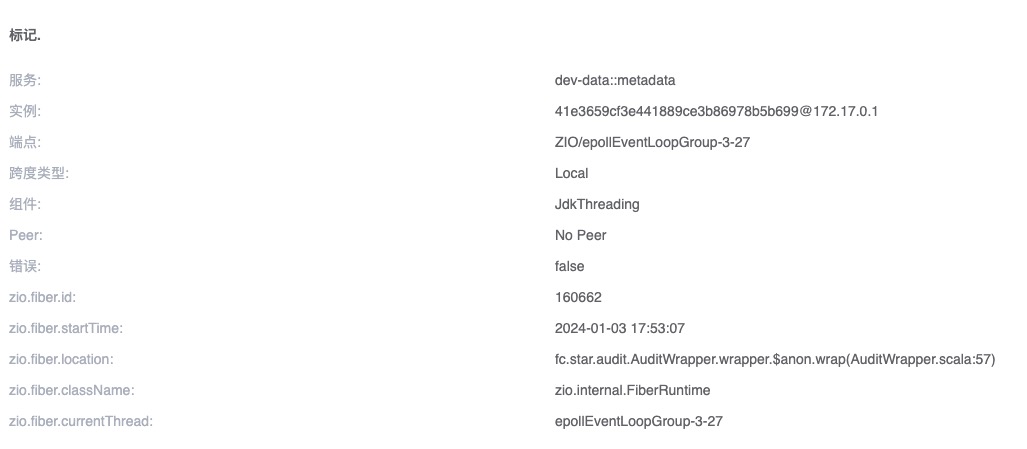 标记.
服务: dev-data::metadata
实例: 41e3659cf3e441889ce3b86978b5b699@172.17.0.1
端点: ZIO/epollEventLoopGroup-3-27
跨度类型: Local
组件: JdkThreading
Peer: No Peer
错误: false
zio.fiber.id: 160662
zio.fiber.startTime: 2024-01-03 17:53:07
zio.fiber.location: fc.star.audit.AuditWrapper.wrapper.$anon.wrap(AuditWrapper.scala:57)
zio.fiber.className: zio.internal.FiberRuntime
zio.fiber.currentThread: epollEventLoopGroup-3-27